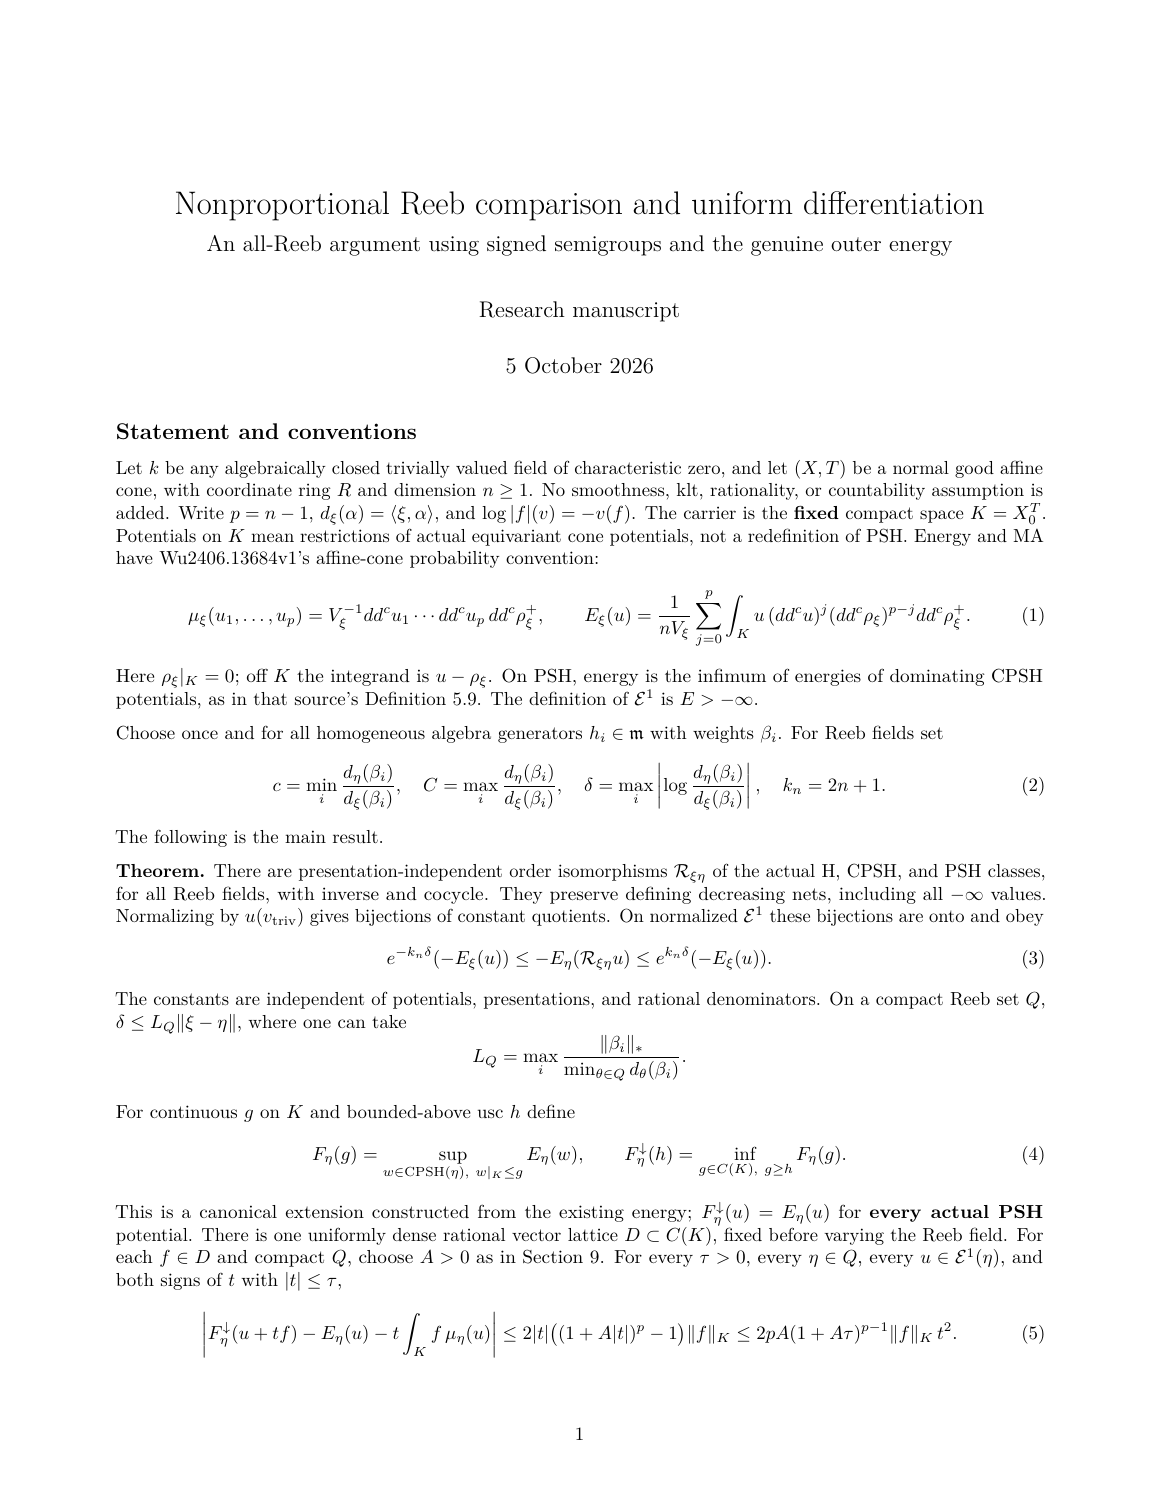 Nonproportional Reeb comparison and uniform differentiation
An all-Reeb argument using signed semigroups and the genuine outer energy
Research manuscript
5 October 2026
Statement and conventions
Let k be any algebraically closed trivially valued field of characteristic zero, and let (X, T) be a normal good affine
cone, with coordinate ring R and dimension n ≥ 1. No smoothness, klt, rationality, or countability assumption is
added. Write p = n − 1, d_ξ(α) = ⟨ξ, α⟩, and log |f|(v) = −v(f). The carrier is the fixed compact space K = X_0^T.
Potentials on K mean restrictions of actual equivariant cone potentials, not a redefinition of PSH. Energy and MA
have Wu2406.13684v1's affine-cone probability convention:
μ_ξ(u_1, . . . , u_p) = V_ξ^{−1} dd^c u_1 · · · dd^c u_p dd^c ρ_ξ^+, E_ξ(u) = \frac{1}{nV_ξ} \sum_{j=0}^{p} ∫_K u (dd^c u)^j (dd^c ρ_ξ)^{p−j} dd^c ρ_ξ^+. (1)
Here ρ_ξ|_K = 0; off K the integrand is u − ρ_ξ. On PSH, energy is the infimum of energies of dominating CPSH
potentials, as in that source's Definition 5.9. The definition of ℰ^1 is E > −∞.
Choose once and for all homogeneous algebra generators h_i ∈ 𝔪 with weights β_i. For Reeb fields set
c = \min_i \frac{d_η(β_i)}{d_ξ(β_i)}, C = \max_i \frac{d_η(β_i)}{d_ξ(β_i)}, δ = \max_i |log \frac{d_η(β_i)}{d_ξ(β_i)}|, k_n = 2n + 1. (2)
The following is the main result.
Theorem. There are presentation-independent order isomorphisms ℛ_{ξη} of the actual H, CPSH, and PSH classes,
for all Reeb fields, with inverse and cocycle. They preserve defining decreasing nets, including all −∞ values.
Normalizing by u(v_triv) gives bijections of constant quotients. On normalized ℰ^1 these bijections are onto and obey
e^{−k_n δ}(−E_ξ(u)) ≤ −E_η(ℛ_{ξη} u) ≤ e^{k_n δ}(−E_ξ(u)). (3)
The constants are independent of potentials, presentations, and rational denominators. On a compact Reeb set Q,
δ ≤ L_Q‖ξ − η‖, where one can take
L_Q = \max_i \frac{‖β_i‖_*}{\min_{θ∈Q} d_θ(β_i)}.
For continuous g on K and bounded-above usc h define
F_η(g) = \sup_{w∈CPSH(η), w|_K≤g} E_η(w), F_η^↓(h) = \inf_{g∈C(K), g≥h} F_η(g). (4)
This is a canonical extension constructed from the existing energy; F_η^↓(u) = E_η(u) for every actual PSH
potential. There is one uniformly dense rational vector lattice D ⊂ C(K), fixed before varying the Reeb field. For
each f ∈ D and compact Q, choose A > 0 as in Section 9. For every τ > 0, every η ∈ Q, every u ∈ ℰ^1(η), and
both signs of t with |t| ≤ τ,
|F_η^↓(u + tf) − E_η(u) − t ∫_K f μ_η(u)| ≤ 2|t|((1 + A|t|)^p − 1)‖f‖_K ≤ 2pA(1 + Aτ)^{p−1}‖f‖_K t^2. (5)
1